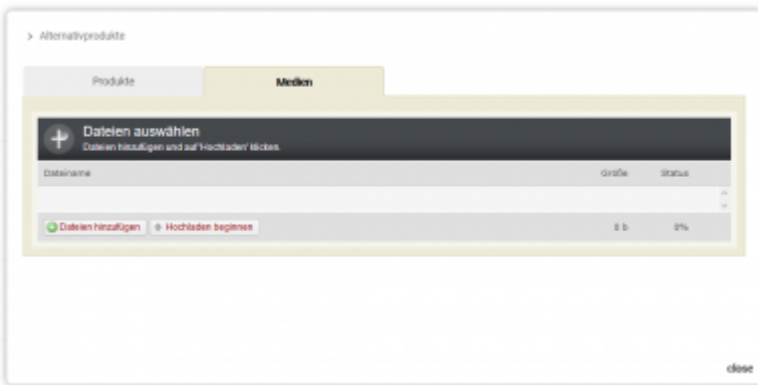 > Alternativprodukte
Produkte Medien
Dateien auswählen
Dateien hinzufügen und auf 'Hochladen' klicken.
Dateiname Größe Status
Dateien hinzufügen Hochladen beginnen 0 b 0%
close